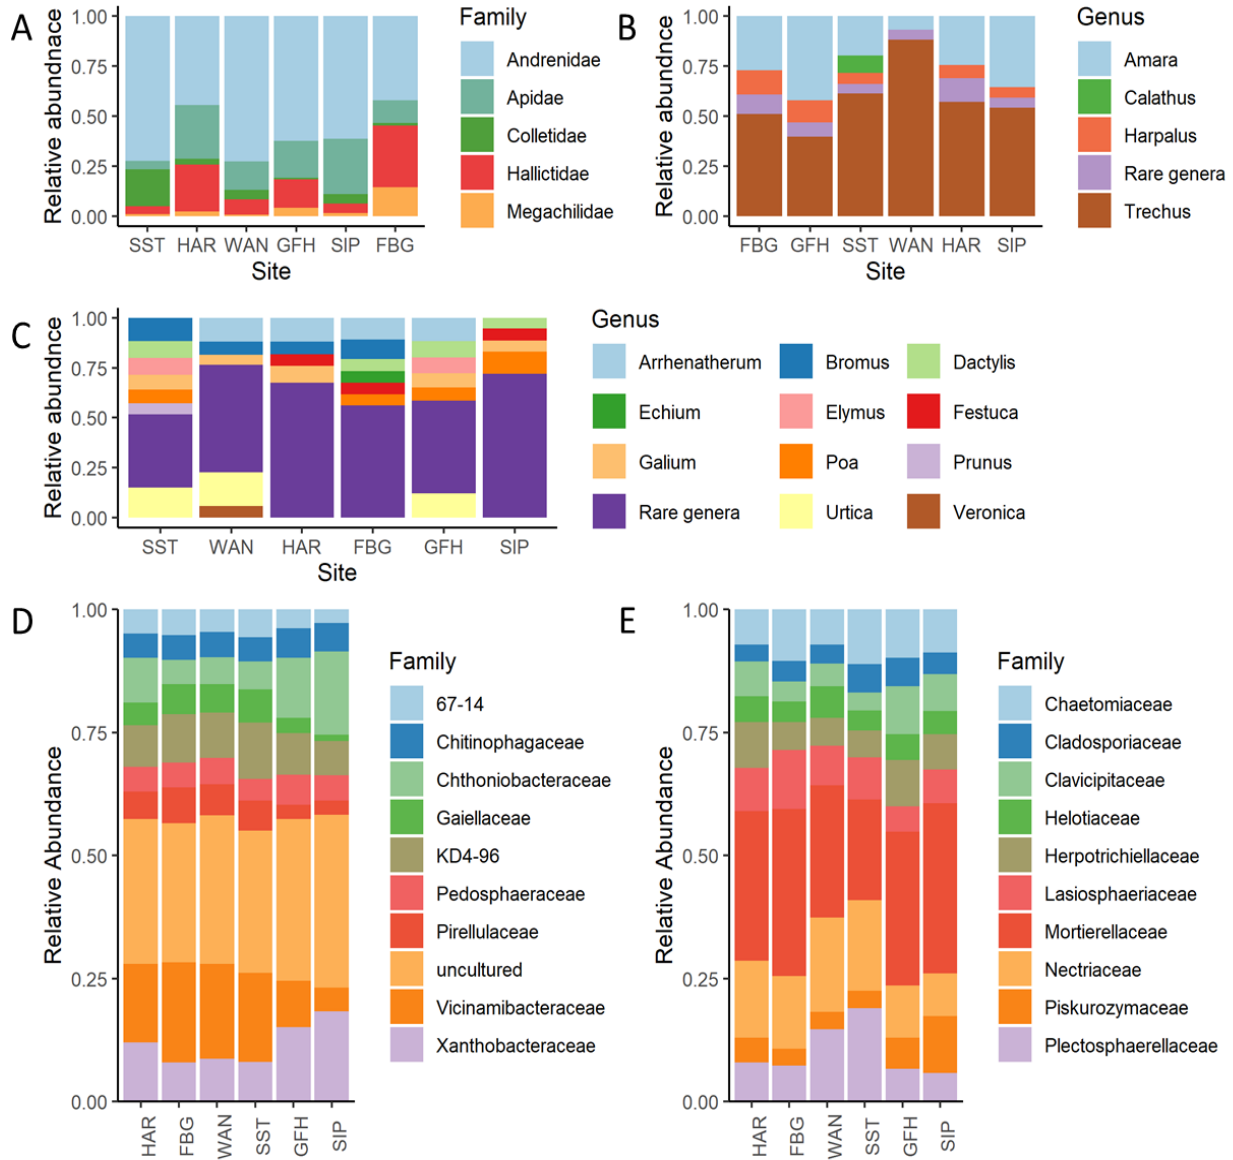 A
Relative abundnace
1.00
0.75
0.50
0.25
0.00
SST HAR WAN GFH SIP FBG
Site
Family
Andrenidae
Apidae
Colletidae
Hallictidae
Megachilidae
B
Relative abundnce
1.00
0.75
0.50
0.25
0.00
FBG GFH SST WAN HAR SIP
Site
Genus
Amara
Calathus
Harpalus
Rare genera
Trechus
C
Relative abundnce
1.00
0.75
0.50
0.25
0.00
SST WAN HAR FBG GFH SIP
Site
Genus
Arrhenatherum Bromus Dactylis
Echium Elymus Festuca
Galium Poa Prunus
Rare genera Urtica Veronica
D
Relative Abundance
1.00
0.75
0.50
0.25
0.00
HAR FBG WAN SST GFH SIP
Family
67-14
Chitinophagaceae
Chthoniobacteraceae
Gaiellaceae
KD4-96
Pedosphaeraceae
Pirellulaceae
uncultured
Vicinamibacteraceae
Xanthobacteraceae
E
Relative Abundance
1.00
0.75
0.50
0.25
0.00
HAR FBG WAN SST GFH SIP
Family
Chaetomiaceae
Cladosporiaceae
Clavicipitaceae
Helotiaceae
Herpotrichiellaceae
Lasiosphaeriaceae
Mortierellaceae
Nectriaceae
Piskurozymaceae
Plectosphaerellaceae